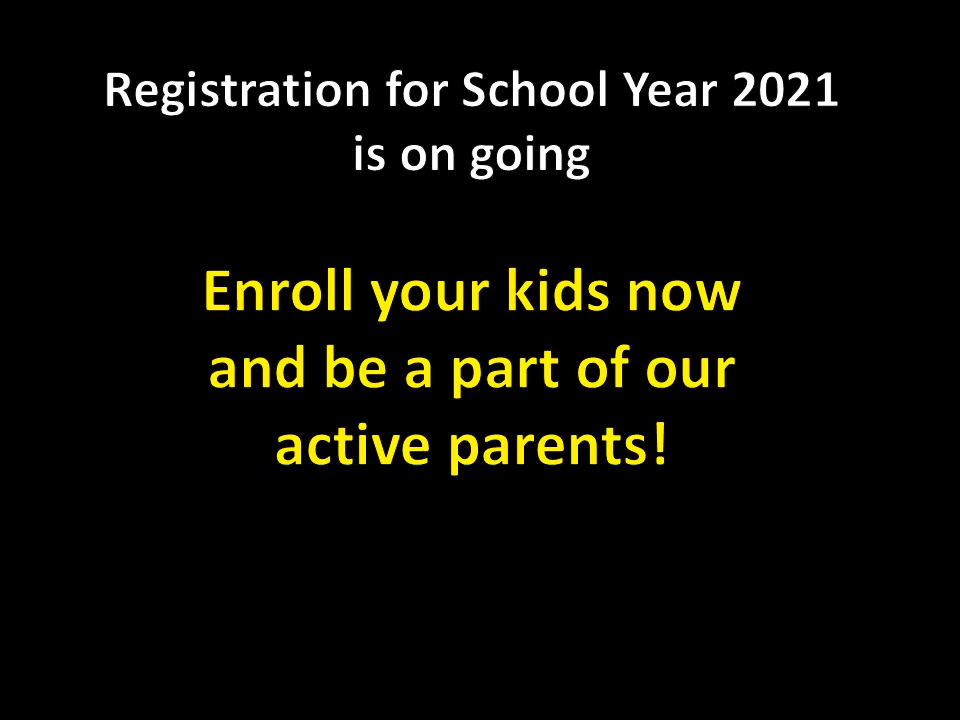 Registration for School Year 2021
is on going
Enroll your kids now
and be a part of our
active parents!